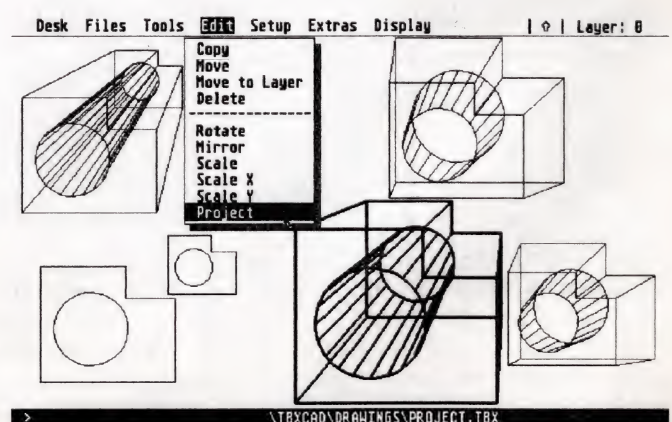 Desk Files Tools Edit Setup Extras Display | ⇧ | Layer: 0
Copy
Move
Move to Layer
Delete
Rotate
Mirror
Scale
Scale X
Scale Y
Project
> \TBXCAD\DRAWINGS\PROJECT.TBX